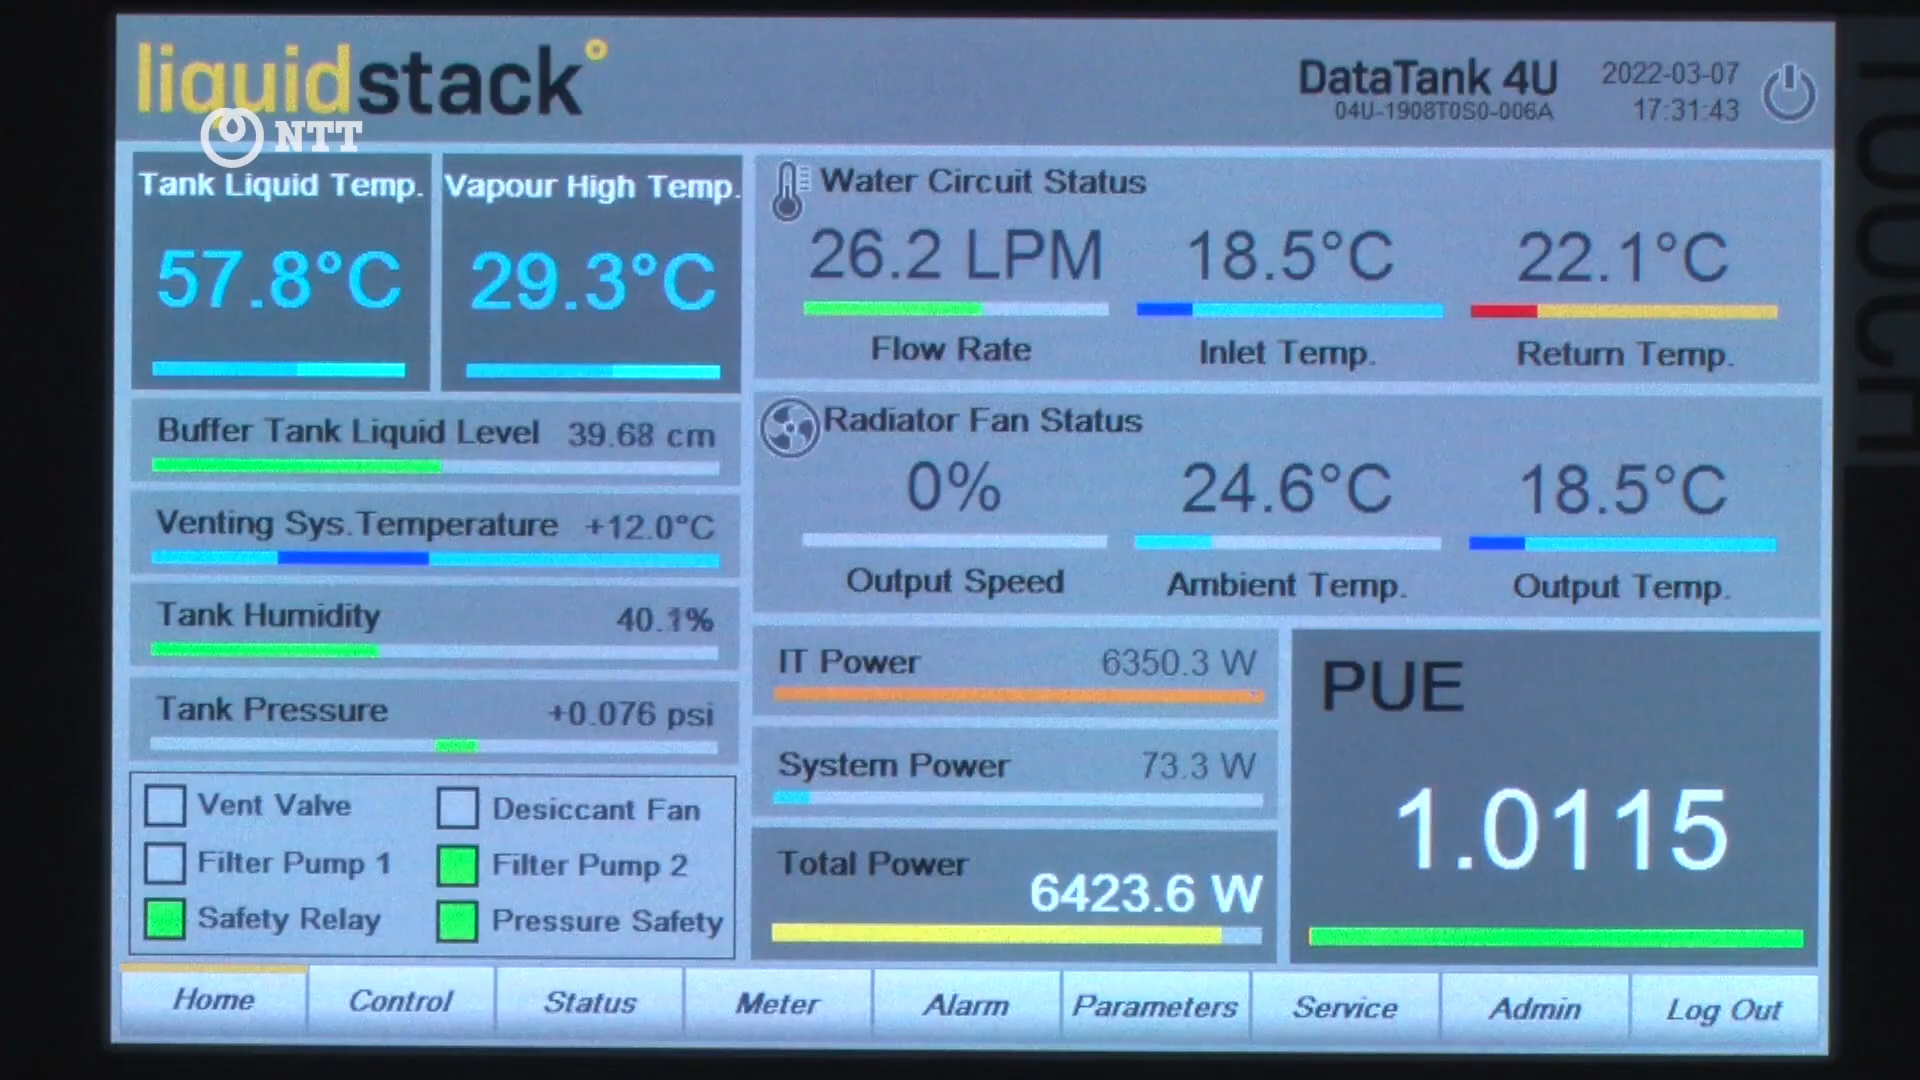 liquidstack°
DataTank 4U
04U-1908T0S0-006A
2022-03-07
17:31:43
NTT
Tank Liquid Temp.
57.8°C
Vapour High Temp.
29.3°C
Buffer Tank Liquid Level 39.68 cm
Venting Sys.Temperature +12.0°C
Tank Humidity 40.1%
Tank Pressure +0.076 psi
Vent Valve
Desiccant Fan
Filter Pump 1
Filter Pump 2
Safety Relay
Pressure Safety
Water Circuit Status
26.2 LPM
Flow Rate
18.5°C
Inlet Temp.
22.1°C
Return Temp.
Radiator Fan Status
0%
Output Speed
24.6°C
Ambient Temp.
18.5°C
Output Temp.
IT Power 6350.3 W
System Power 73.3 W
Total Power
6423.6 W
PUE
1.0115
Home Control Status Meter Alarm Parameters Service Admin Log Out
TOUCH